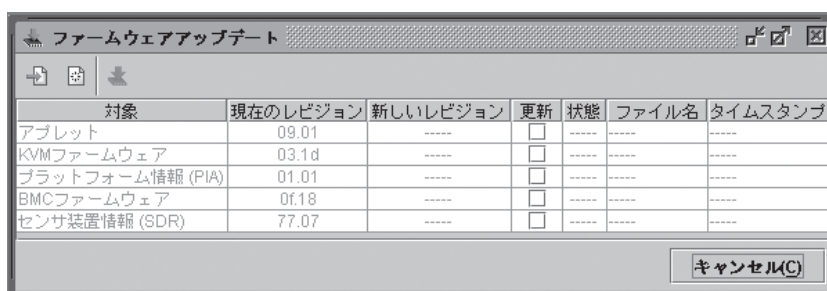 ファームウェアアップデート
対象 現在のレビジョン 新しいレビジョン 更新 状態 ファイル名 タイムスタンプ
アプレット 09.01 ----- ----- ----- -----
KVMファームウェア 03.1d ----- ----- ----- -----
プラットフォーム情報 (PIA) 01.01 ----- ----- ----- -----
BMCファームウェア 0f.18 ----- ----- ----- -----
センサ装置情報 (SDR) 77.07 ----- ----- ----- -----
キャンセル(C)